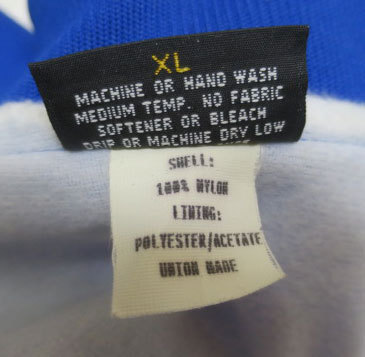 XL
MACHINE OR HAND WASH
MEDIUM TEMP. NO FABRIC
SOFTENER OR BLEACH
DRIP OR MACHINE DRY LOW
SHELL:
100% NYLON
LINING:
POLYESTER/ACETATE
UNION MADE